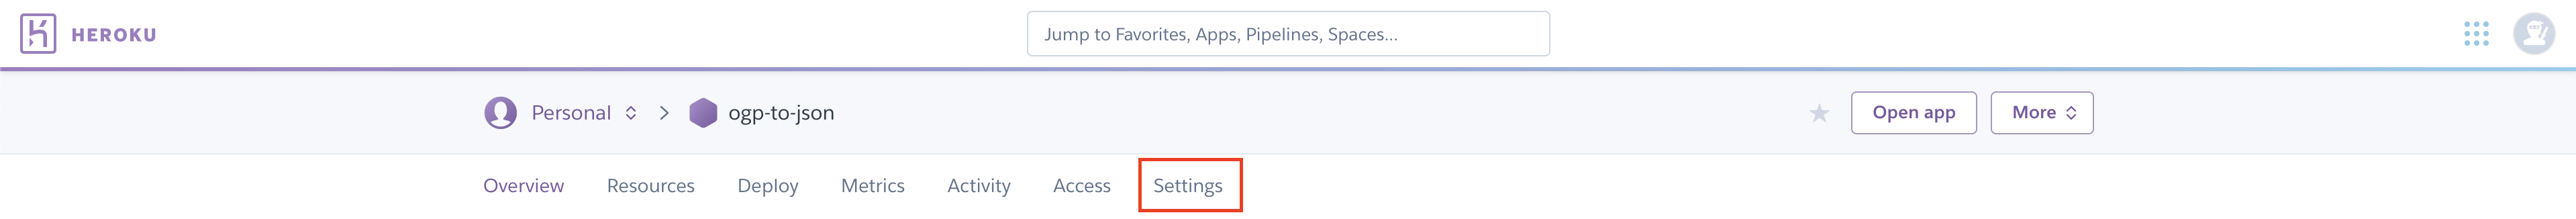 HEROKU
Jump to Favorites, Apps, Pipelines, Spaces...
Personal > ogp-to-json
Open app
More
Overview Resources Deploy Metrics Activity Access Settings